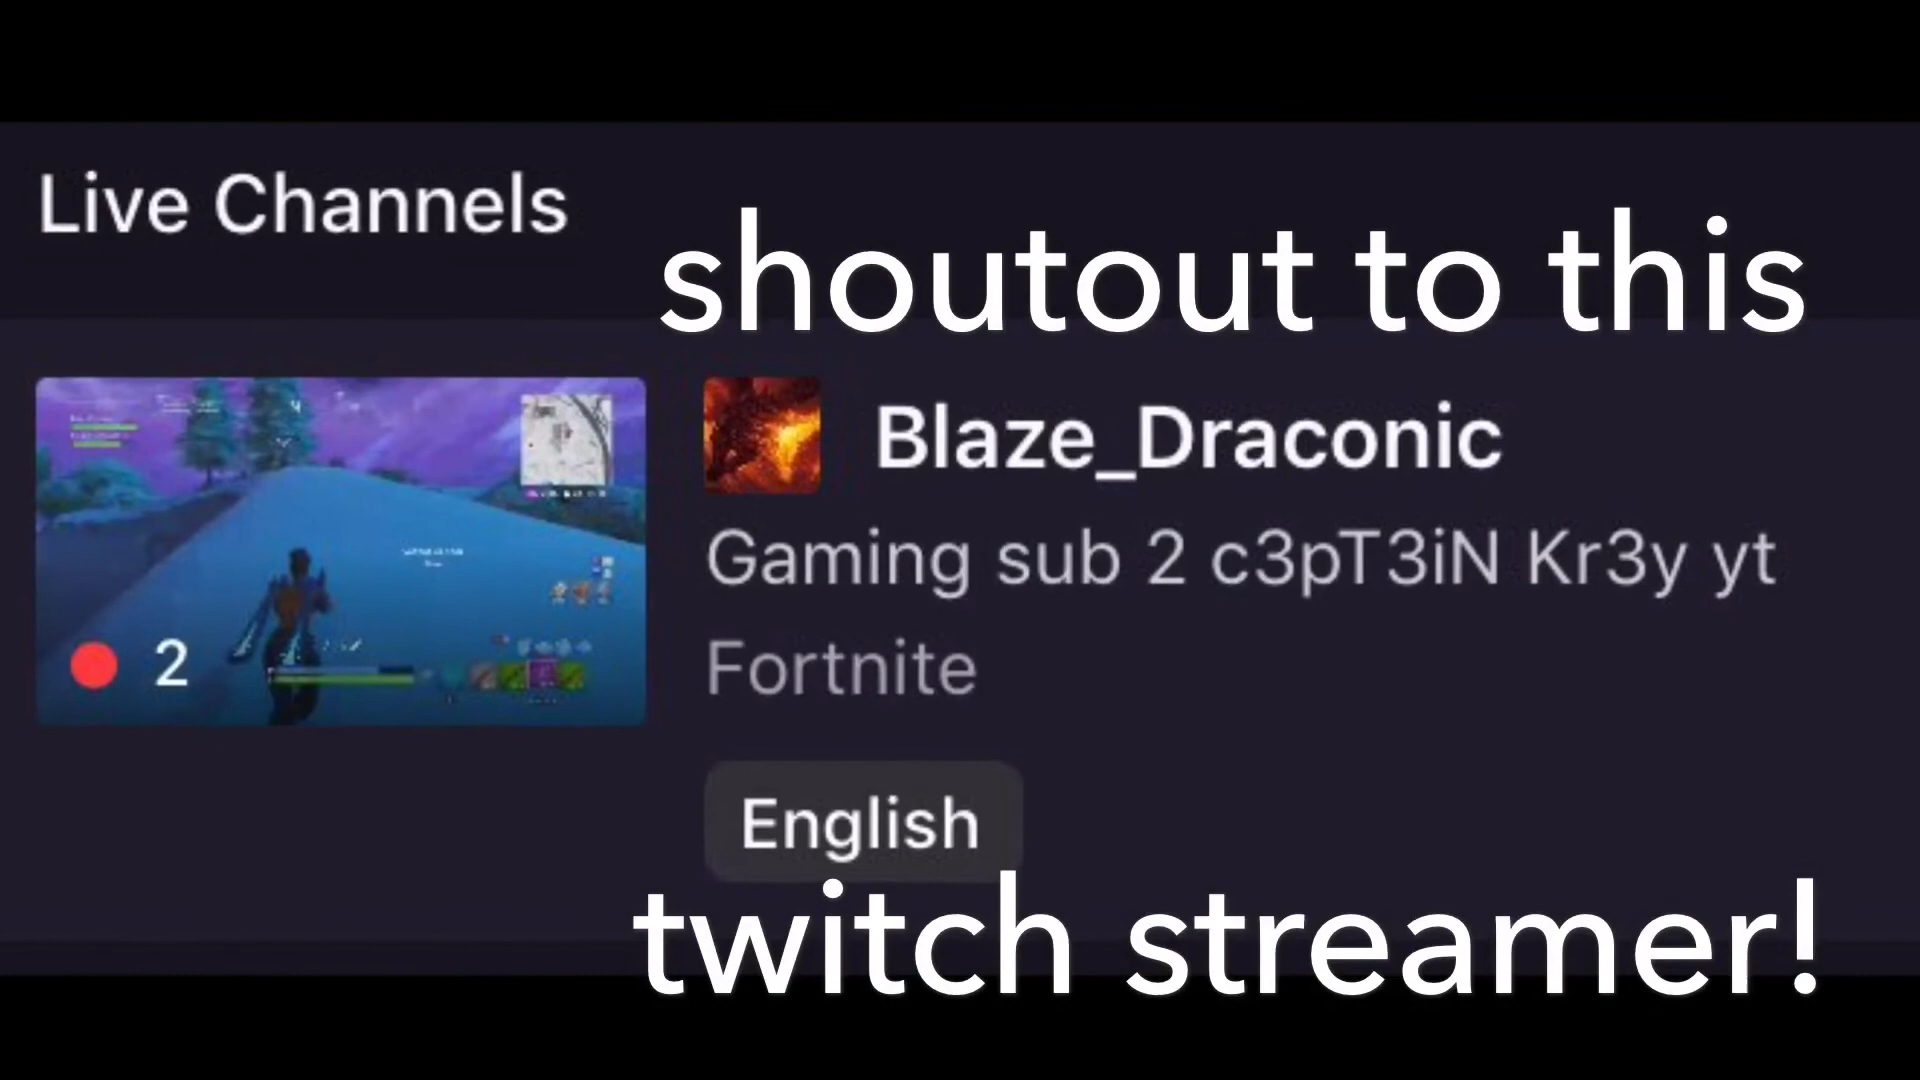 Live Channels
shoutout to this
Blaze_Draconic
Gaming sub 2 c3pT3iN Kr3y yt
Fortnite
2
English
twitch streamer!